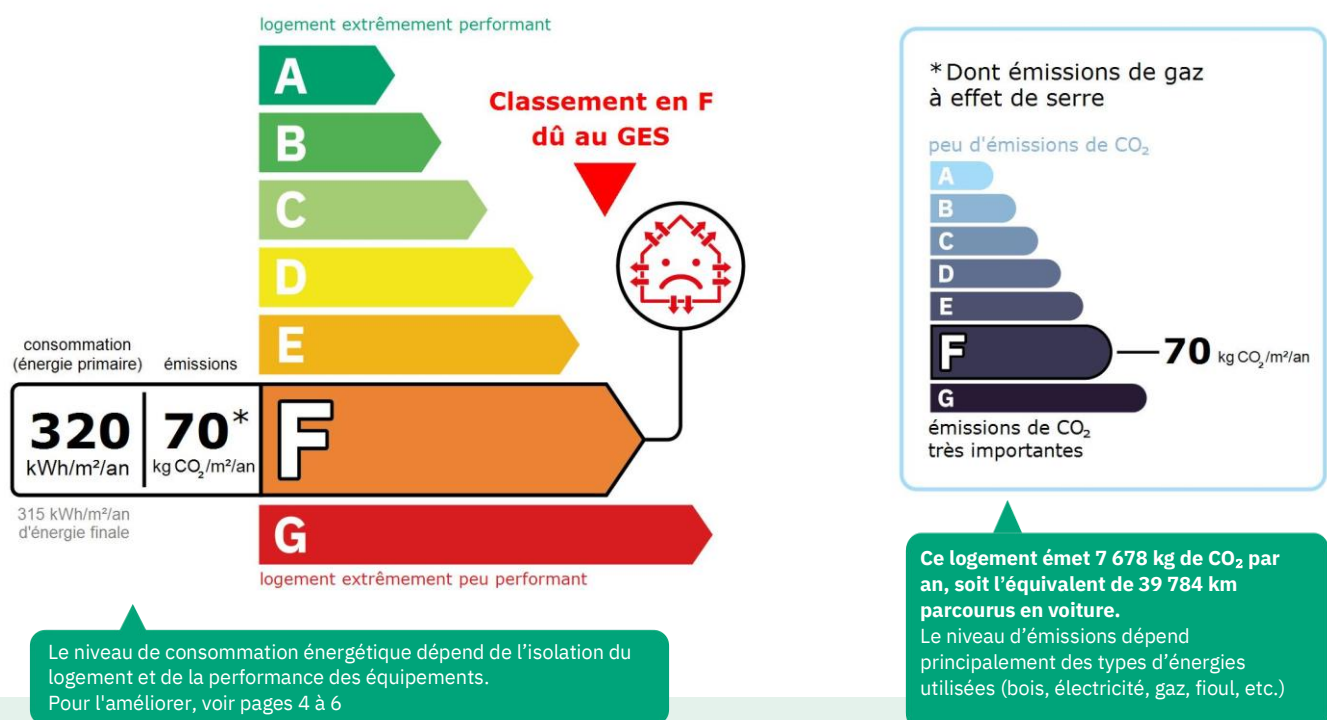 logement extrêmement performant
A
B
C
D
E
F
G
logement extrêmement peu performant
Classement en F
dû au GES
consommation
(énergie primaire)
émissions
320
kWh/m²/an
70*
kg CO₂/m²/an
315 kWh/m²/an
d'énergie finale
Le niveau de consommation énergétique dépend de l’isolation du
logement et de la performance des équipements.
Pour l'améliorer, voir pages 4 à 6
*Dont émissions de gaz
à effet de serre
peu d'émissions de CO₂
A
B
C
D
E
F
70 kg CO₂/m²/an
G
émissions de CO₂
très importantes
Ce logement émet 7 678 kg de CO₂ par
an, soit l’équivalent de 39 784 km
parcourus en voiture.
Le niveau d’émissions dépend
principalement des types d’énergies
utilisées (bois, électricité, gaz, fioul, etc.)